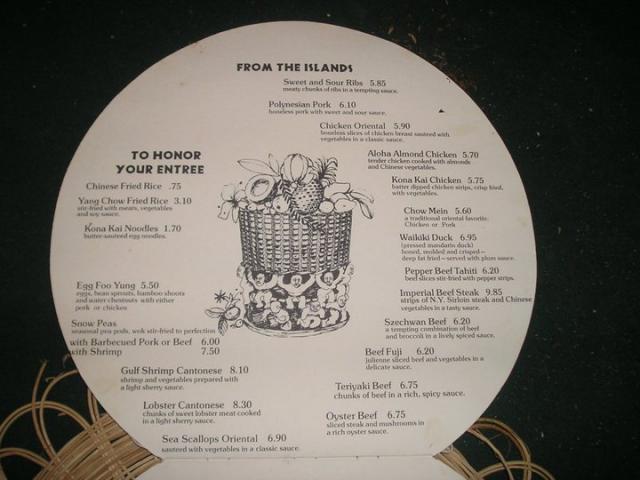 FROM THE ISLANDS
Sweet and Sour Ribs 5.85
meaty chunks of ribs in a tempting sauce.
Polynesian Pork 6.10
boneless pork with sweet and sour sauce.
Chicken Oriental 5.90
boneless slices of chicken breast sauteed with
vegetables in a classic sauce.
Aloha Almond Chicken 5.70
tender chicken cooked with almonds
and Chinese vegetables.
Kona Kai Chicken 5.75
batter dipped chicken strips, crisp fried,
with vegetables.
Chow Mein 5.60
a traditional oriental favorite.
Chicken or Pork
Waikiki Duck 6.95
(pressed mandarin duck)
boned, molded and crisped—
deep fat fried—served with plum sauce.
Pepper Beef Tahiti 6.20
beef slices stir-fried with pepper strips.
Imperial Beef Steak 9.85
strips of N.Y. Sirloin steak and Chinese
vegetables in a tasty sauce.
Szechwan Beef 6.20
a tempting combination of beef
and broccoli in a lively spiced sauce.
Beef Fuji 6.20
julienne sliced beef and vegetables in a
delicate sauce.
Teriyaki Beef 6.75
chunks of beef in a rich, spicy sauce.
Oyster Beef 6.75
sliced steak and mushrooms in
a rich oyster sauce.
TO HONOR
YOUR ENTREE
Chinese Fried Rice .75
Yang Chow Fried Rice 3.10
stir-fried with meats, vegetables
and soy sauce.
Kona Kai Noodles 1.70
butter-sauteed egg noodles.
Egg Foo Yung 5.50
eggs, bean sprouts, bamboo shoots
and water chestnuts with either
pork or chicken
Snow Peas
seasonal pea pods, wok stir-fried to perfection
with Barbecued Pork or Beef 6.00
with Shrimp 7.50
Gulf Shrimp Cantonese 8.10
shrimp and vegetables prepared with
a light sherry sauce.
Lobster Cantonese 8.30
chunks of sweet lobster meat cooked
in a light sherry sauce.
Sea Scallops Oriental 6.90
sauteed with vegetables in a classic sauce.